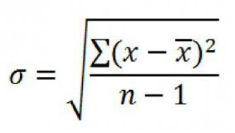 σ = √(∑(x − x̅)² / (n − 1))